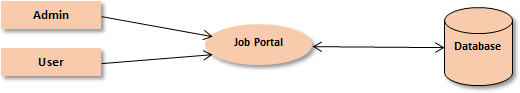 Admin
User
Job Portal
Database